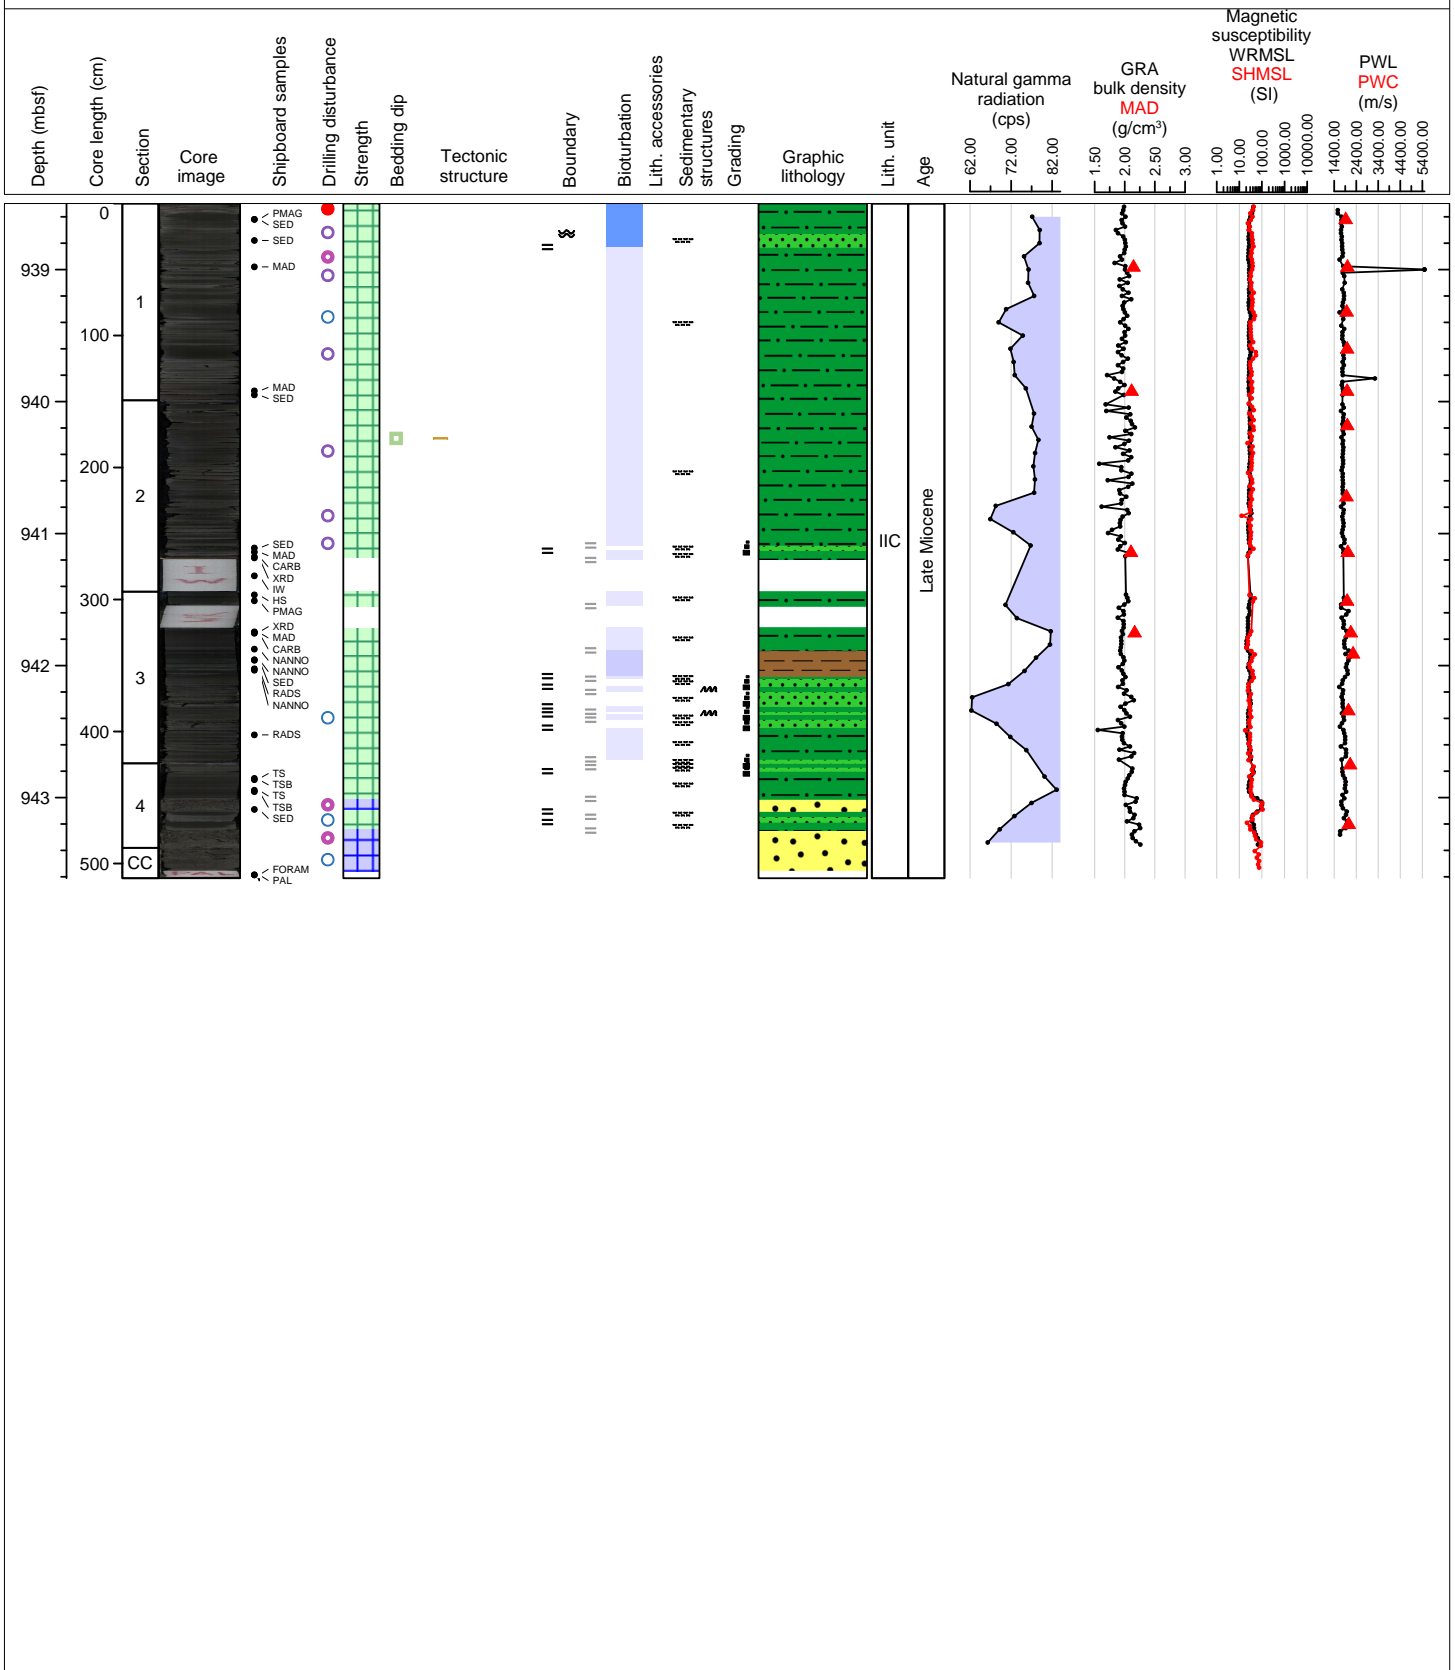 Depth (mbsf)
Core length (cm)
Section
Core
image
Shipboard samples
Drilling disturbance
Strength
Bedding dip
Tectonic
structure
Boundary
Bioturbation
Lith. accessories
Sedimentary
structures
Grading
Graphic
lithology
Lith. unit
Age
Natural gamma
radiation
(cps)
62.00
72.00
82.00
GRA
bulk density
MAD
(g/cm³)
1.50
2.00
2.50
3.00
Magnetic
susceptibility
WRMSL
SHMSL
(SI)
1.00
10.00
100.00
1000.00
10000.00
PWL
PWC
(m/s)
1400.00
2400.00
3400.00
4400.00
5400.00
939
940
941
942
943
0
100
200
300
400
500
1
2
3
4
CC
PMAG
SED
SED
MAD
MAD
SED
SED
MAD
CARB
XRD
IW
HS
PMAG
XRD
MAD
CARB
NANNO
NANNO
SED
RADS
NANNO
RADS
TS
TSB
TS
TSB
SED
FORAM
PAL
IIC
Late Miocene